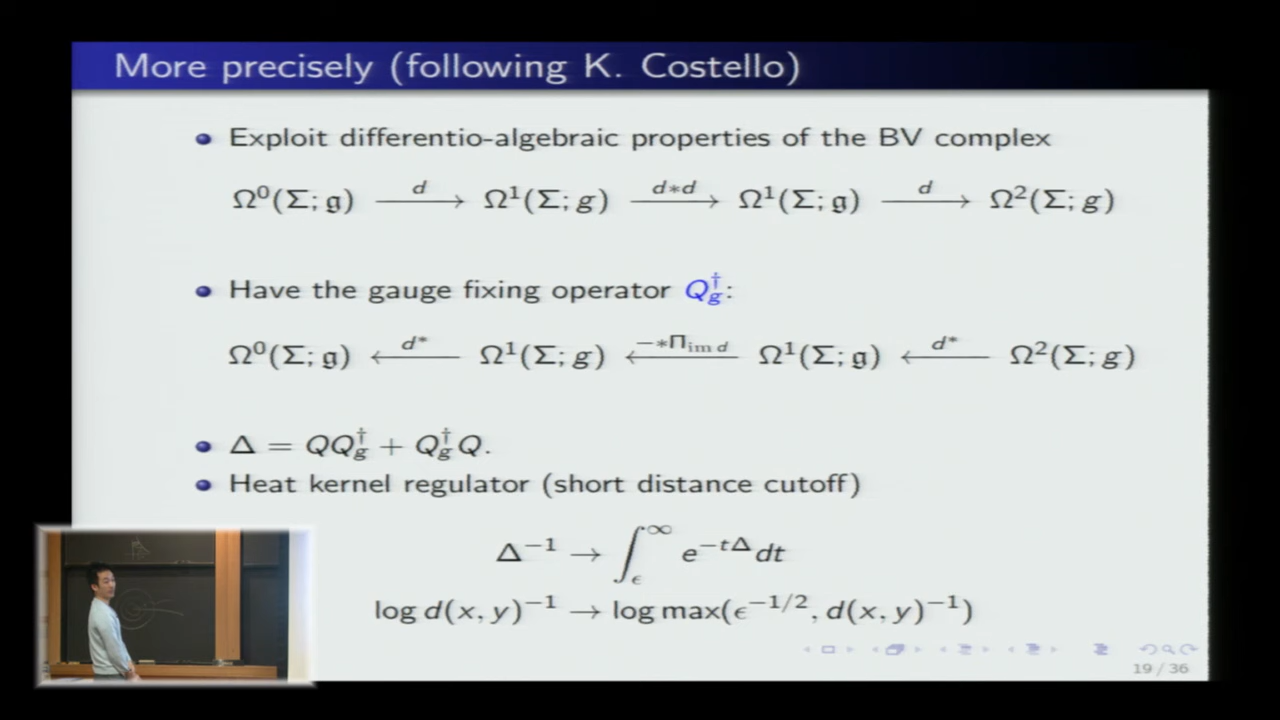 More precisely (following K. Costello)
Exploit differentio-algebraic properties of the BV complex
Ω⁰(Σ; 𝔤) —d→ Ω¹(Σ; g) —d∗d→ Ω¹(Σ; 𝔤) —d→ Ω²(Σ; g)
Have the gauge fixing operator Q_g^†:
Ω⁰(Σ; 𝔤) ←d*— Ω¹(Σ; g) ←−∗Π_{im d}— Ω¹(Σ; 𝔤) ←d*— Ω²(Σ; g)
Δ = QQ_g^† + Q_g^†Q.
Heat kernel regulator (short distance cutoff)
Δ⁻¹ → ∫_ϵ^∞ e^{−tΔ}dt
log d(x, y)⁻¹ → log max(ϵ^{−1/2}, d(x, y)⁻¹)
19 / 36